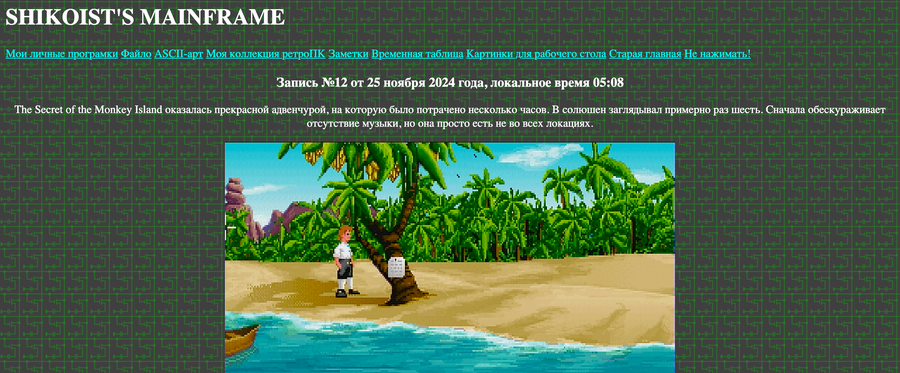 SHIKOIST'S MAINFRAME
Мои личные програмки Файло ASCII-арт Моя коллекция ретроПК Заметки Временная таблица Картинки для рабочего стола Старая главная Не нажимать!
Запись №12 от 25 ноября 2024 года, локальное время 05:08
The Secret of the Monkey Island оказалась прекрасной адвенчурой, на которую было потрачено несколько часов. В солюшен заглядывал примерно раз шесть. Сначала обескураживает
отсутствие музыки, но она просто есть не во всех локациях.